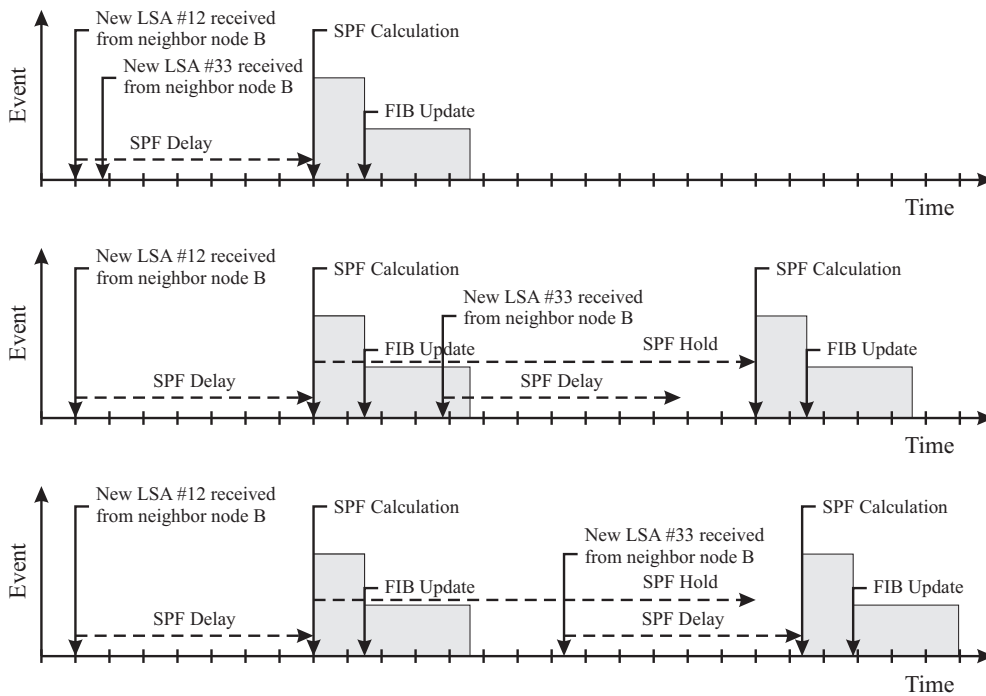 New LSA #12 received
from neighbor node B
New LSA #33 received
from neighbor node B
SPF Calculation
FIB Update
SPF Delay
Event
Time
New LSA #12 received
from neighbor node B
SPF Calculation
New LSA #33 received
from neighbor node B
SPF Calculation
SPF Hold
FIB Update
FIB Update
SPF Delay
SPF Delay
Event
Time
New LSA #12 received
from neighbor node B
SPF Calculation
New LSA #33 received
from neighbor node B
SPF Calculation
FIB Update
SPF Hold
FIB Update
SPF Delay
SPF Delay
Event
Time